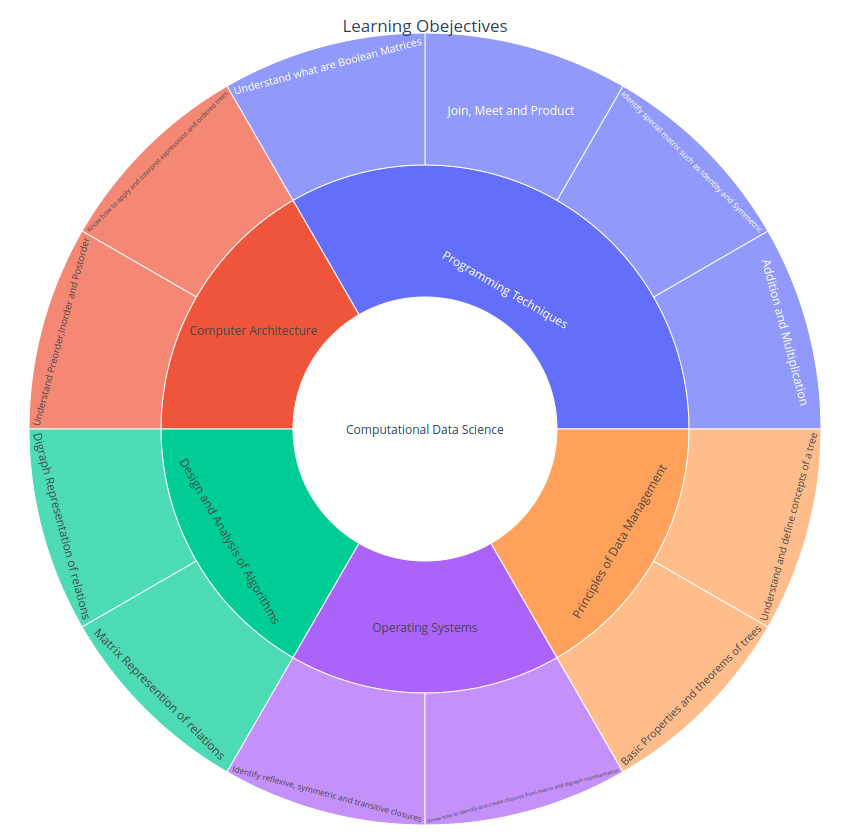 Learning Obejectives
Understand what are Boolean Matrices
Join, Meet and Product
Identify special matrix such as Identity and Symmetric
Addition and Multiplication
Know how to apply and interpret expressions and ordered trees
Understand Preorder,Inorder and Postorder
Programming Techniques
Computer Architecture
Computational Data Science
Digraph Representation of relations
Matrix Represention of relations
Design and Analysis of Algorithms
Operating Systems
Principles of Data Management
Understand and define concepts of a tree
Basic Properties and theorems of trees
Identify reflexive, symmetric and transitive closures
Know how to identify and create closures from matrix and digraph representation